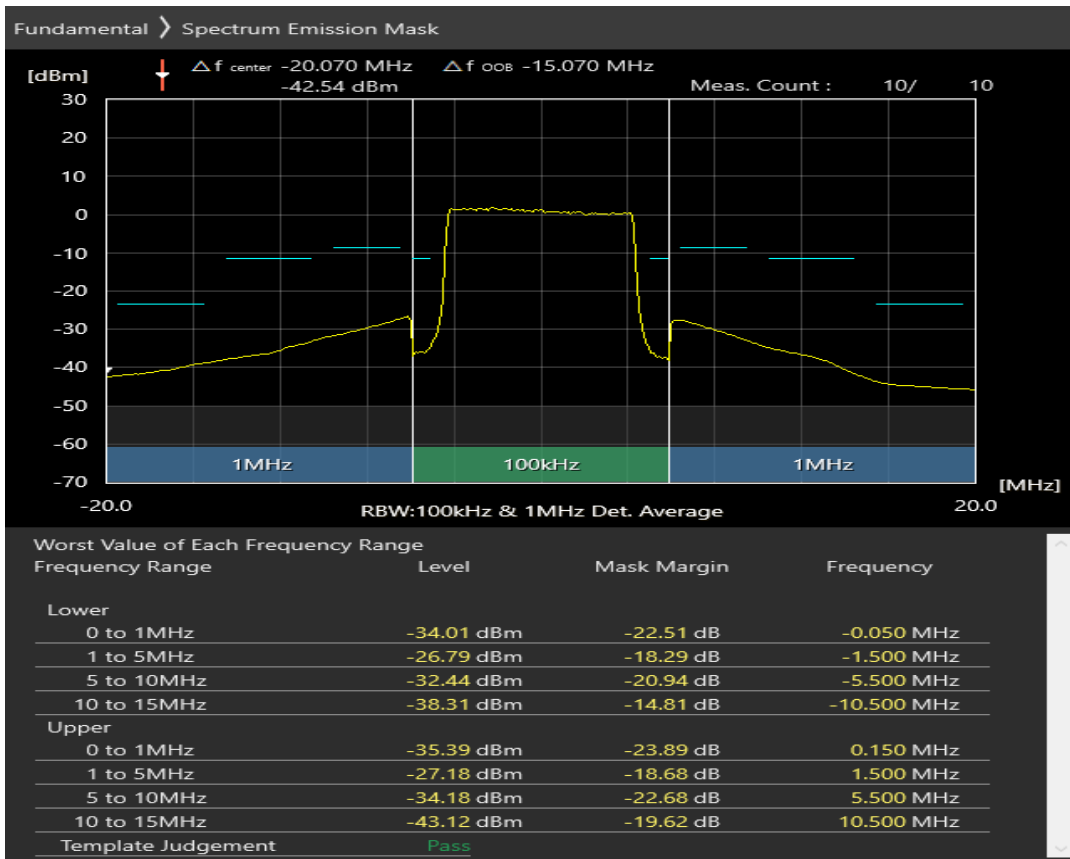 Fundamental ❯ Spectrum Emission Mask
[dBm] △f center -20.070 MHz △f OOB -15.070 MHz
-42.54 dBm Meas. Count : 10/ 10
30
20
10
0
-10
-20
-30
-40
-50
-60
1MHz 100kHz 1MHz
-70 [MHz]
-20.0 RBW:100kHz & 1MHz Det. Average 20.0
Worst Value of Each Frequency Range
Frequency Range Level Mask Margin Frequency
Lower
0 to 1MHz -34.01 dBm -22.51 dB -0.050 MHz
1 to 5MHz -26.79 dBm -18.29 dB -1.500 MHz
5 to 10MHz -32.44 dBm -20.94 dB -5.500 MHz
10 to 15MHz -38.31 dBm -14.81 dB -10.500 MHz
Upper
0 to 1MHz -35.39 dBm -23.89 dB 0.150 MHz
1 to 5MHz -27.18 dBm -18.68 dB 1.500 MHz
5 to 10MHz -34.18 dBm -22.68 dB 5.500 MHz
10 to 15MHz -43.12 dBm -19.62 dB 10.500 MHz
Template Judgement Pass